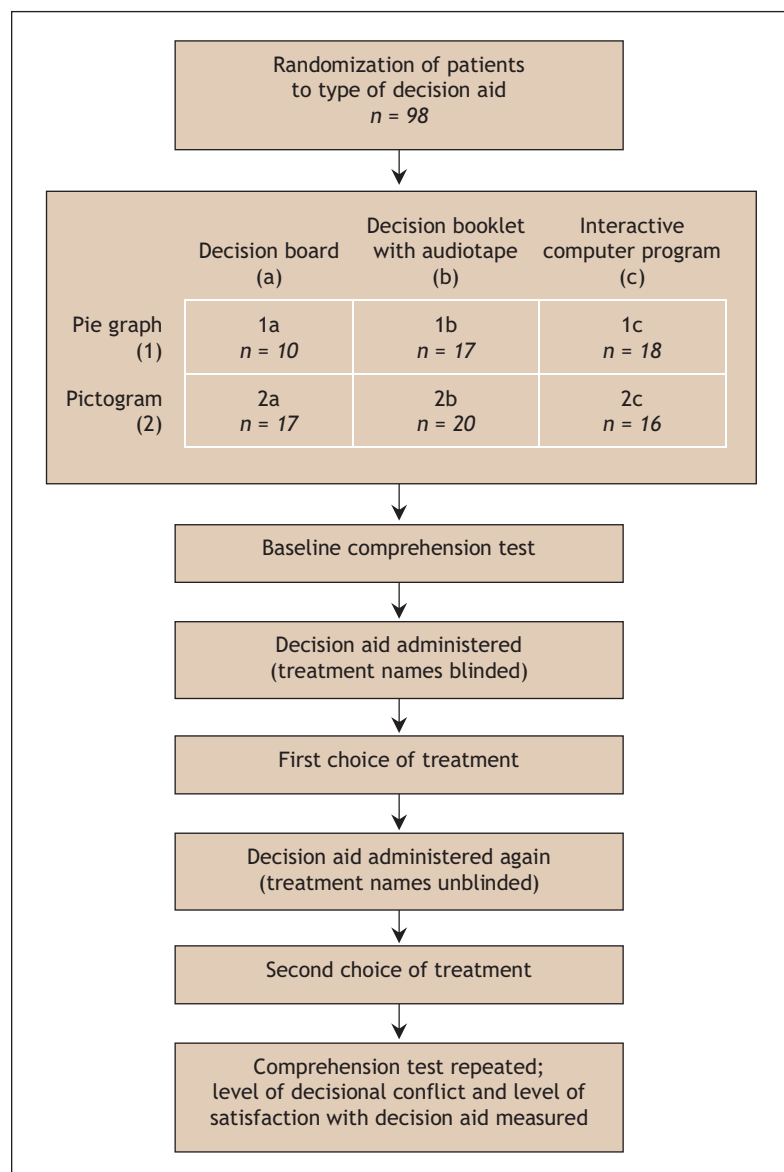 Randomization of patients
to type of decision aid
n = 98
Decision board
(a)
Decision booklet
with audiotape
(b)
Interactive
computer program
(c)
Pie graph
(1)
1a
n = 10
1b
n = 17
1c
n = 18
Pictogram
(2)
2a
n = 17
2b
n = 20
2c
n = 16
Baseline comprehension test
Decision aid administered
(treatment names blinded)
First choice of treatment
Decision aid administered again
(treatment names unblinded)
Second choice of treatment
Comprehension test repeated;
level of decisional conflict and level of
satisfaction with decision aid measured